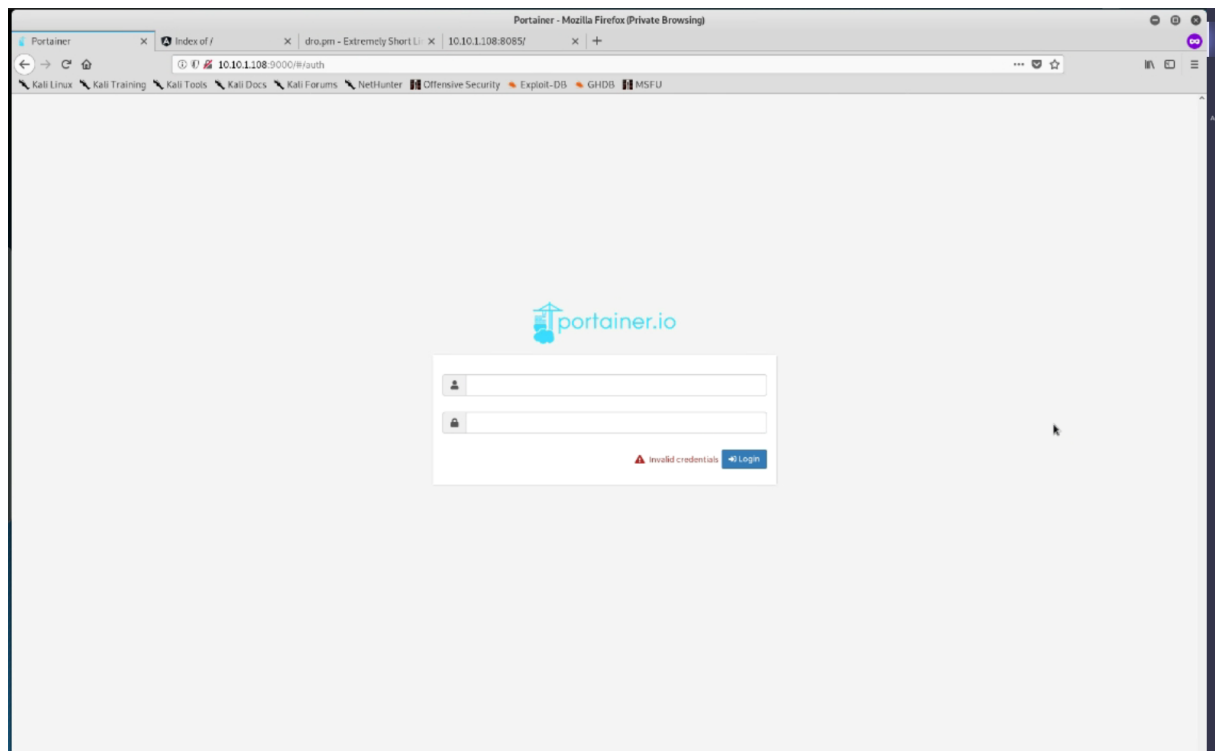 Portainer - Mozilla Firefox (Private Browsing)
Portainer
Index of /
dro.pm - Extremely Short Li
10.10.1.108:8085/
10.10.1.108:9000/#/auth
Kali Linux Kali Training Kali Tools Kali Docs Kali Forums NetHunter Offensive Security Exploit-DB GHDB MSFU
portainer.io
Invalid credentials Login